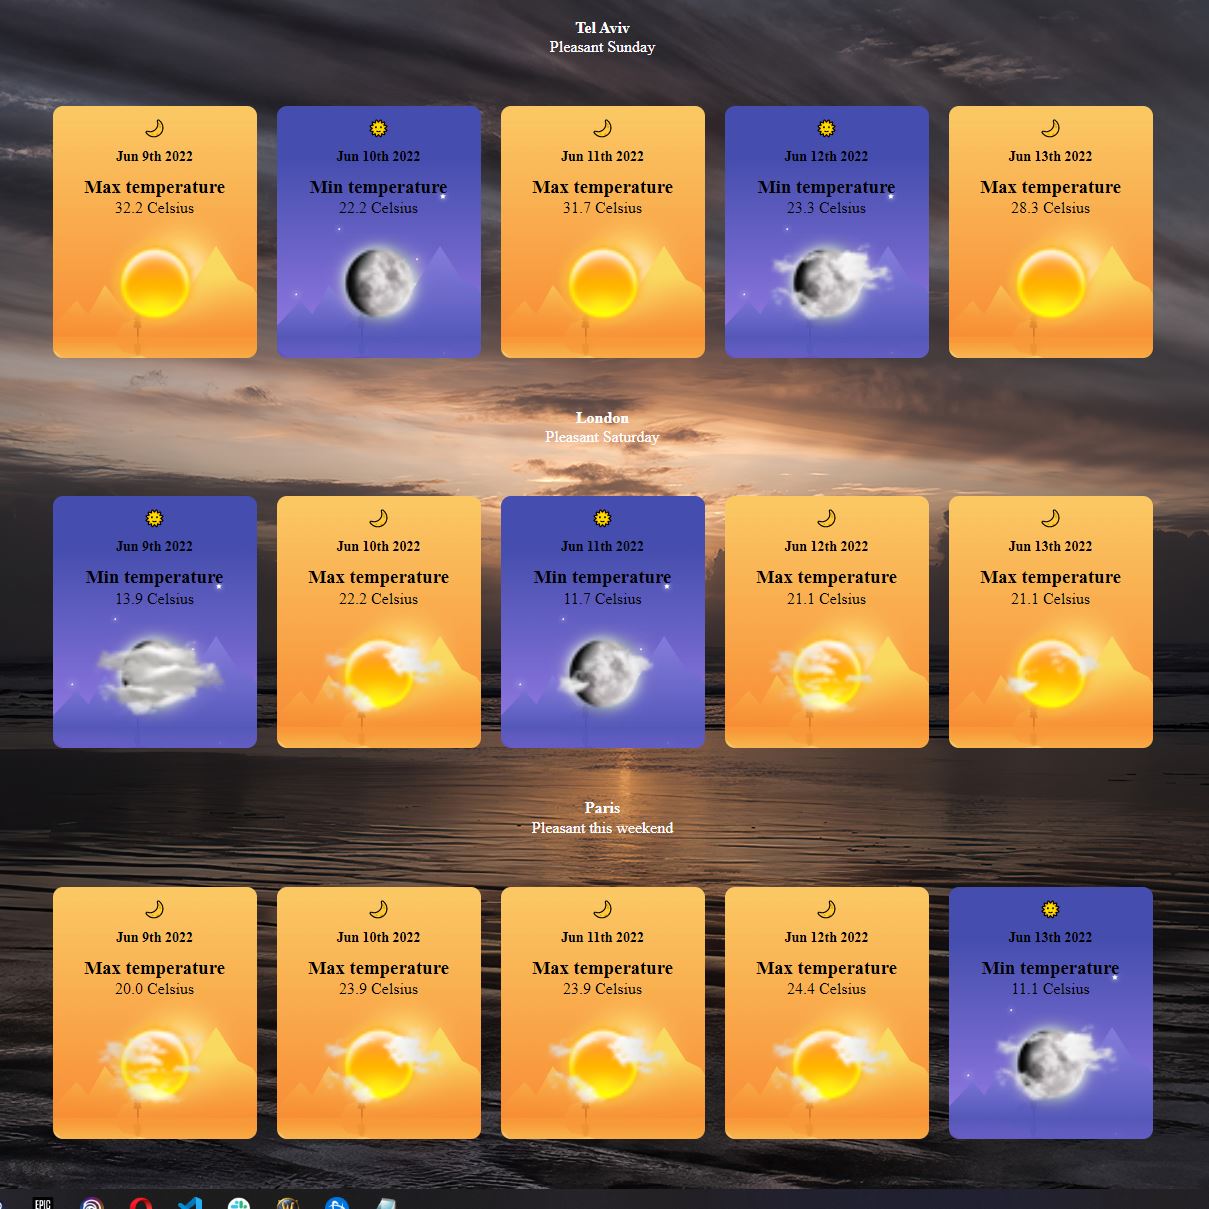 Tel Aviv
Pleasant Sunday
Jun 9th 2022
Max temperature
32.2 Celsius
Jun 10th 2022
Min temperature
22.2 Celsius
Jun 11th 2022
Max temperature
31.7 Celsius
Jun 12th 2022
Min temperature
23.3 Celsius
Jun 13th 2022
Max temperature
28.3 Celsius
London
Pleasant Saturday
Jun 9th 2022
Min temperature
13.9 Celsius
Jun 10th 2022
Max temperature
22.2 Celsius
Jun 11th 2022
Min temperature
11.7 Celsius
Jun 12th 2022
Max temperature
21.1 Celsius
Jun 13th 2022
Max temperature
21.1 Celsius
Paris
Pleasant this weekend
Jun 9th 2022
Max temperature
20.0 Celsius
Jun 10th 2022
Max temperature
23.9 Celsius
Jun 11th 2022
Max temperature
23.9 Celsius
Jun 12th 2022
Max temperature
24.4 Celsius
Jun 13th 2022
Min temperature
11.1 Celsius
EPIC